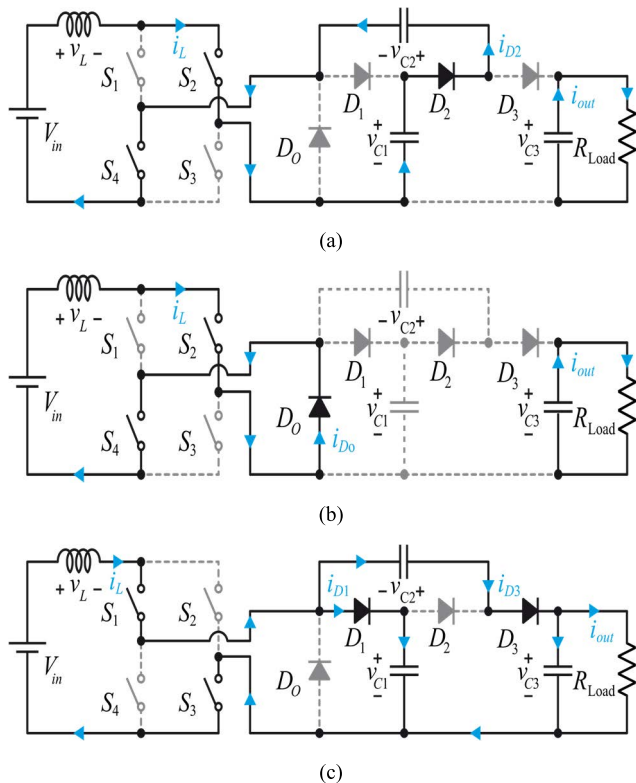 + v_L - i_L S_1 S_2 - v_C2 + i_D2
V_in S_4 S_3 D_O D_1 + v_C1 - D_2 D_3 + v_C3 - i_out R_Load
(a)
+ v_L - i_L S_1 S_2 - v_C2 +
V_in S_4 S_3 D_O i_Do D_1 + v_C1 - D_2 D_3 + v_C3 - i_out R_Load
(b)
+ v_L - i_L S_1 S_2 i_D1 - v_C2 + i_D3
V_in S_4 S_3 D_O D_1 + v_C1 - D_2 D_3 + v_C3 - i_out R_Load
(c)